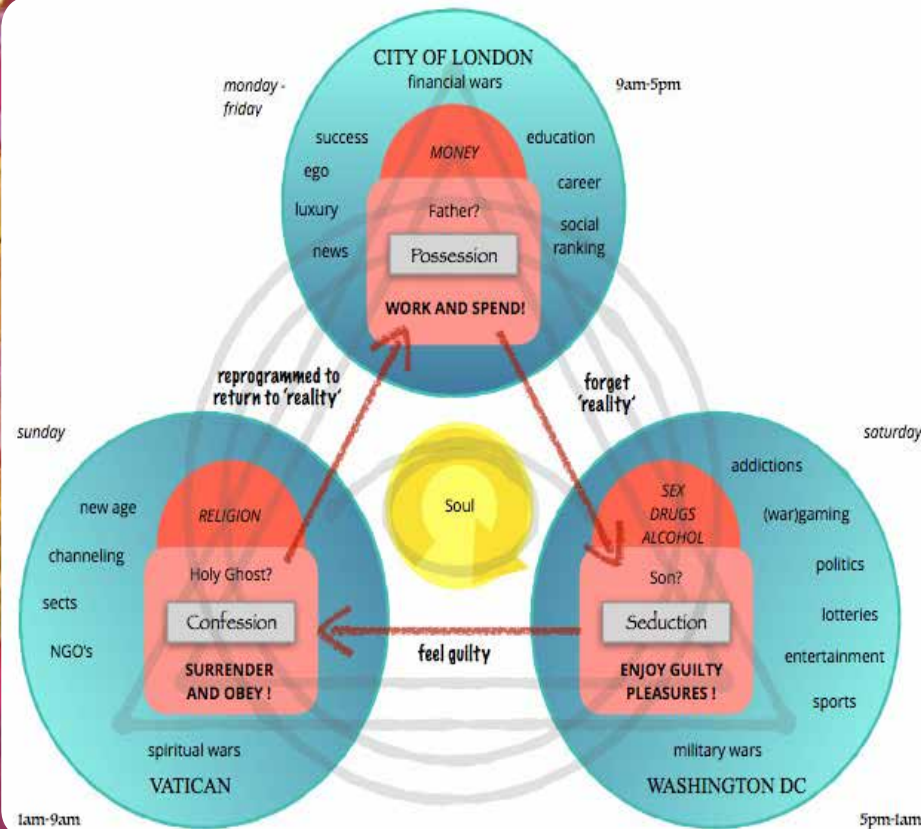 CITY OF LONDON
financial wars
monday -
friday
9am-5pm
success
ego
luxury
news
MONEY
education
career
social
ranking
Father?
Possession
WORK AND SPEND!
reprogrammed to
return to 'reality'
forget
'reality'
Soul
feel guilty
sunday
new age
channeling
sects
NGO's
RELIGION
Holy Ghost?
Confession
SURRENDER
AND OBEY !
spiritual wars
VATICAN
1am-9am
saturday
SEX
DRUGS
ALCOHOL
Son?
Seduction
ENJOY GUILTY
PLEASURES !
addictions
(war)gaming
politics
lotteries
entertainment
sports
military wars
WASHINGTON DC
5pm-1am